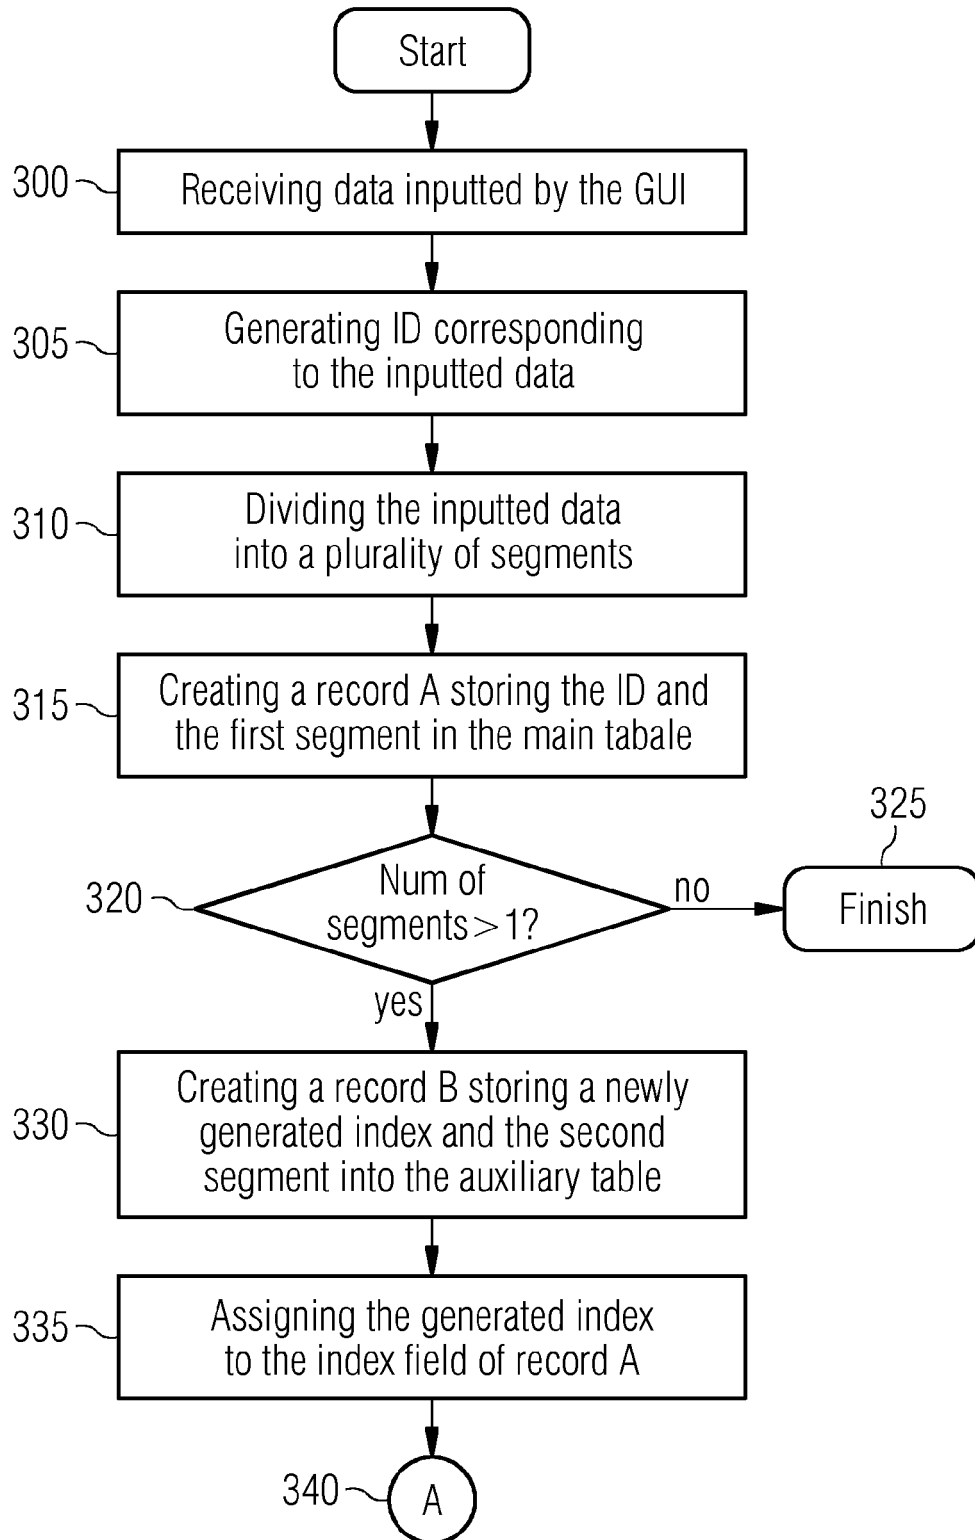 Start
300
Receiving data inputted by the GUI
305
Generating ID corresponding
to the inputted data
310
Dividing the inputted data
into a plurality of segments
315
Creating a record A storing the ID and
the first segment in the main tabale
320
Num of
segments > 1?
no
325
Finish
yes
330
Creating a record B storing a newly
generated index and the second
segment into the auxiliary table
335
Assigning the generated index
to the index field of record A
340
A